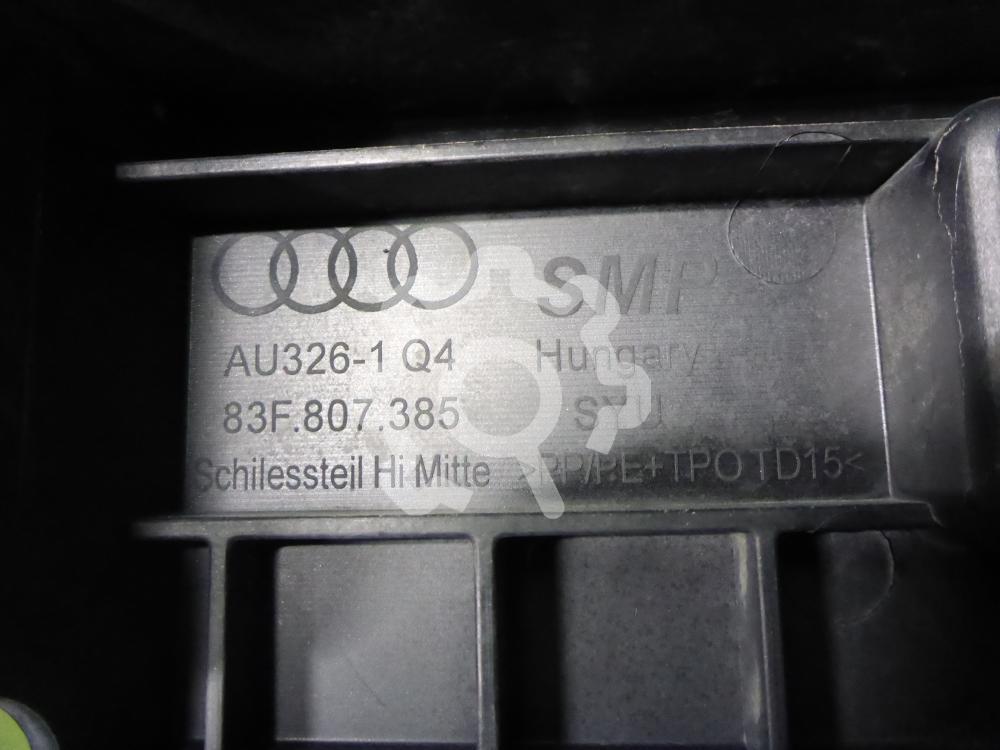 SMP
AU326-1 Q4
Hungary
83F.807.385
Schilessteil Hi Mitte
>PP/PE+TPO TD15<